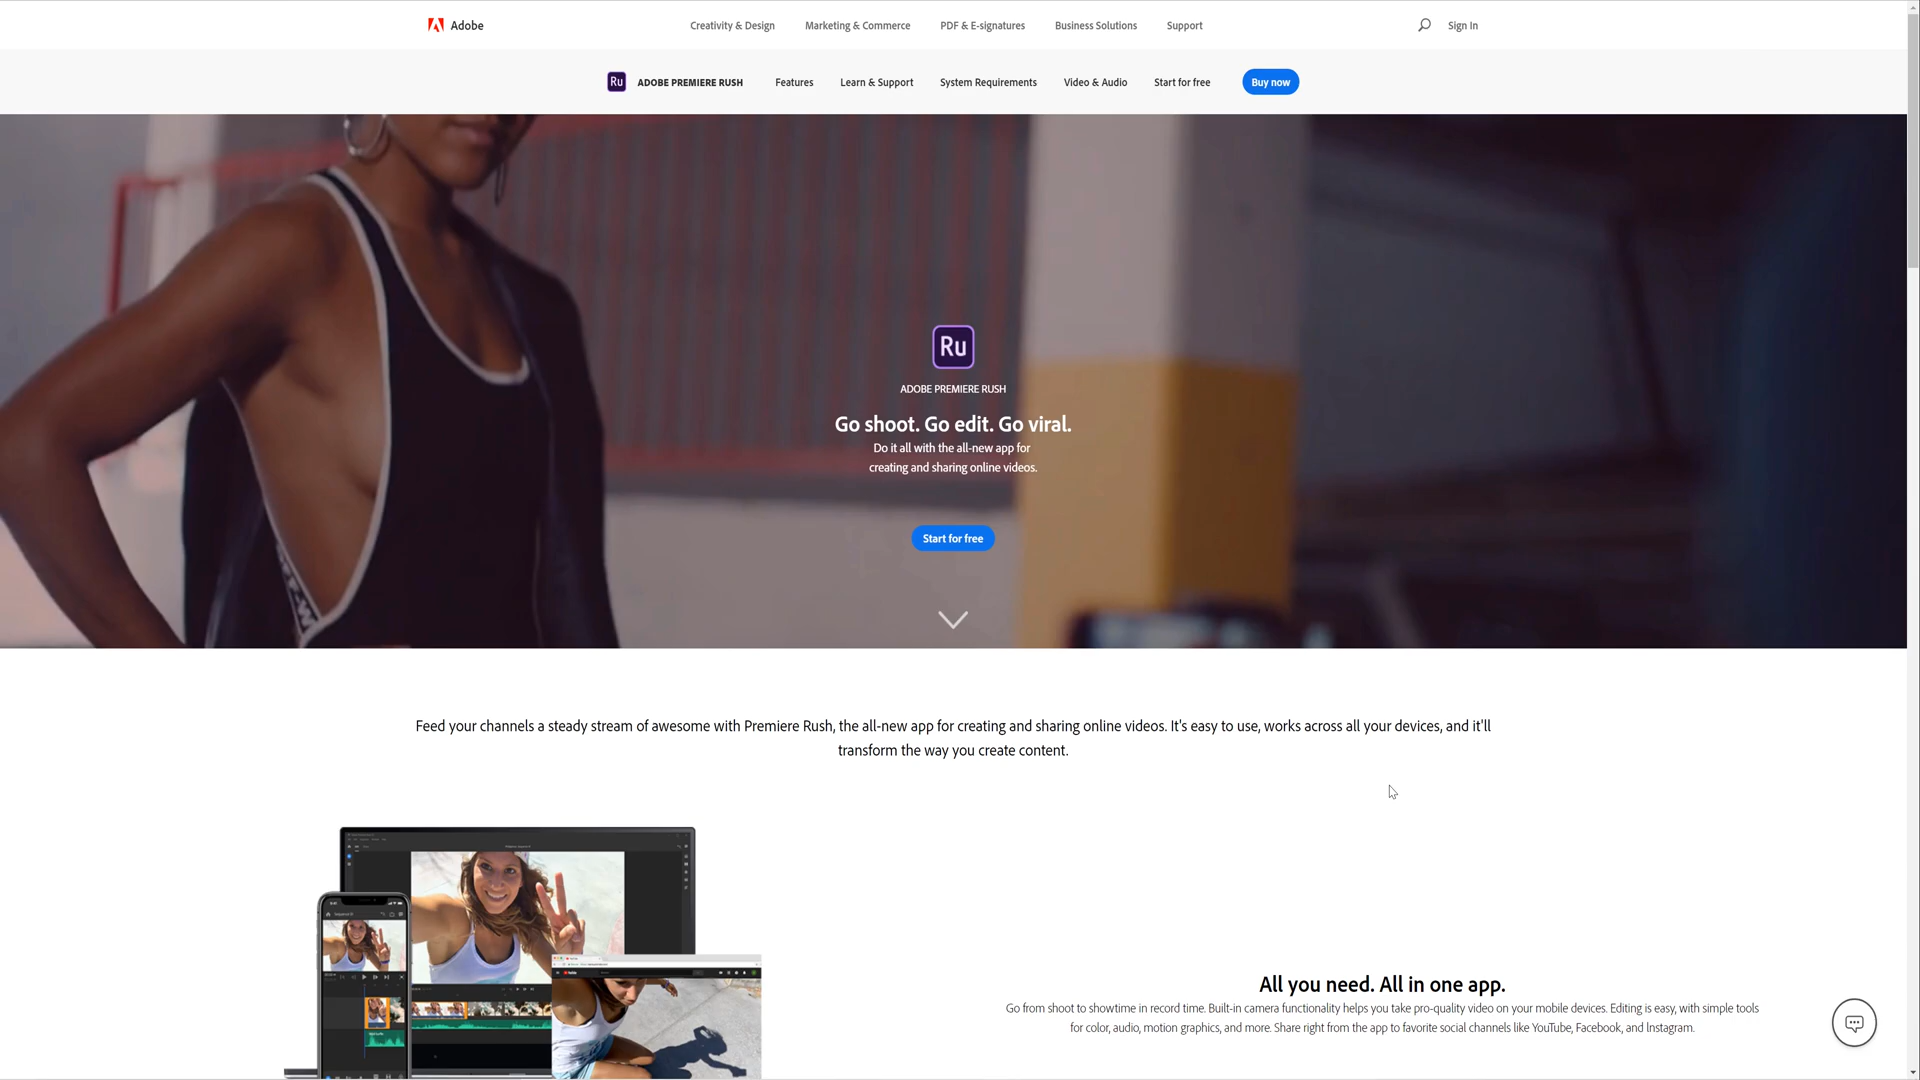 Adobe
Creativity & Design
Marketing & Commerce
PDF & E-signatures
Business Solutions
Support
Sign In
Ru
ADOBE PREMIERE RUSH
Features
Learn & Support
System Requirements
Video & Audio
Start for free
Buy now
Ru
ADOBE PREMIERE RUSH
Go shoot. Go edit. Go viral.
Do it all with the all-new app for
creating and sharing online videos.
Start for free
Feed your channels a steady stream of awesome with Premiere Rush, the all-new app for creating and sharing online videos. It's easy to use, works across all your devices, and it'll
transform the way you create content.
All you need. All in one app.
Go from shoot to showtime in record time. Built-in camera functionality helps you take pro-quality video on your mobile devices. Editing is easy, with simple tools
for color, audio, motion graphics, and more. Share right from the app to favorite social channels like YouTube, Facebook, and Instagram.